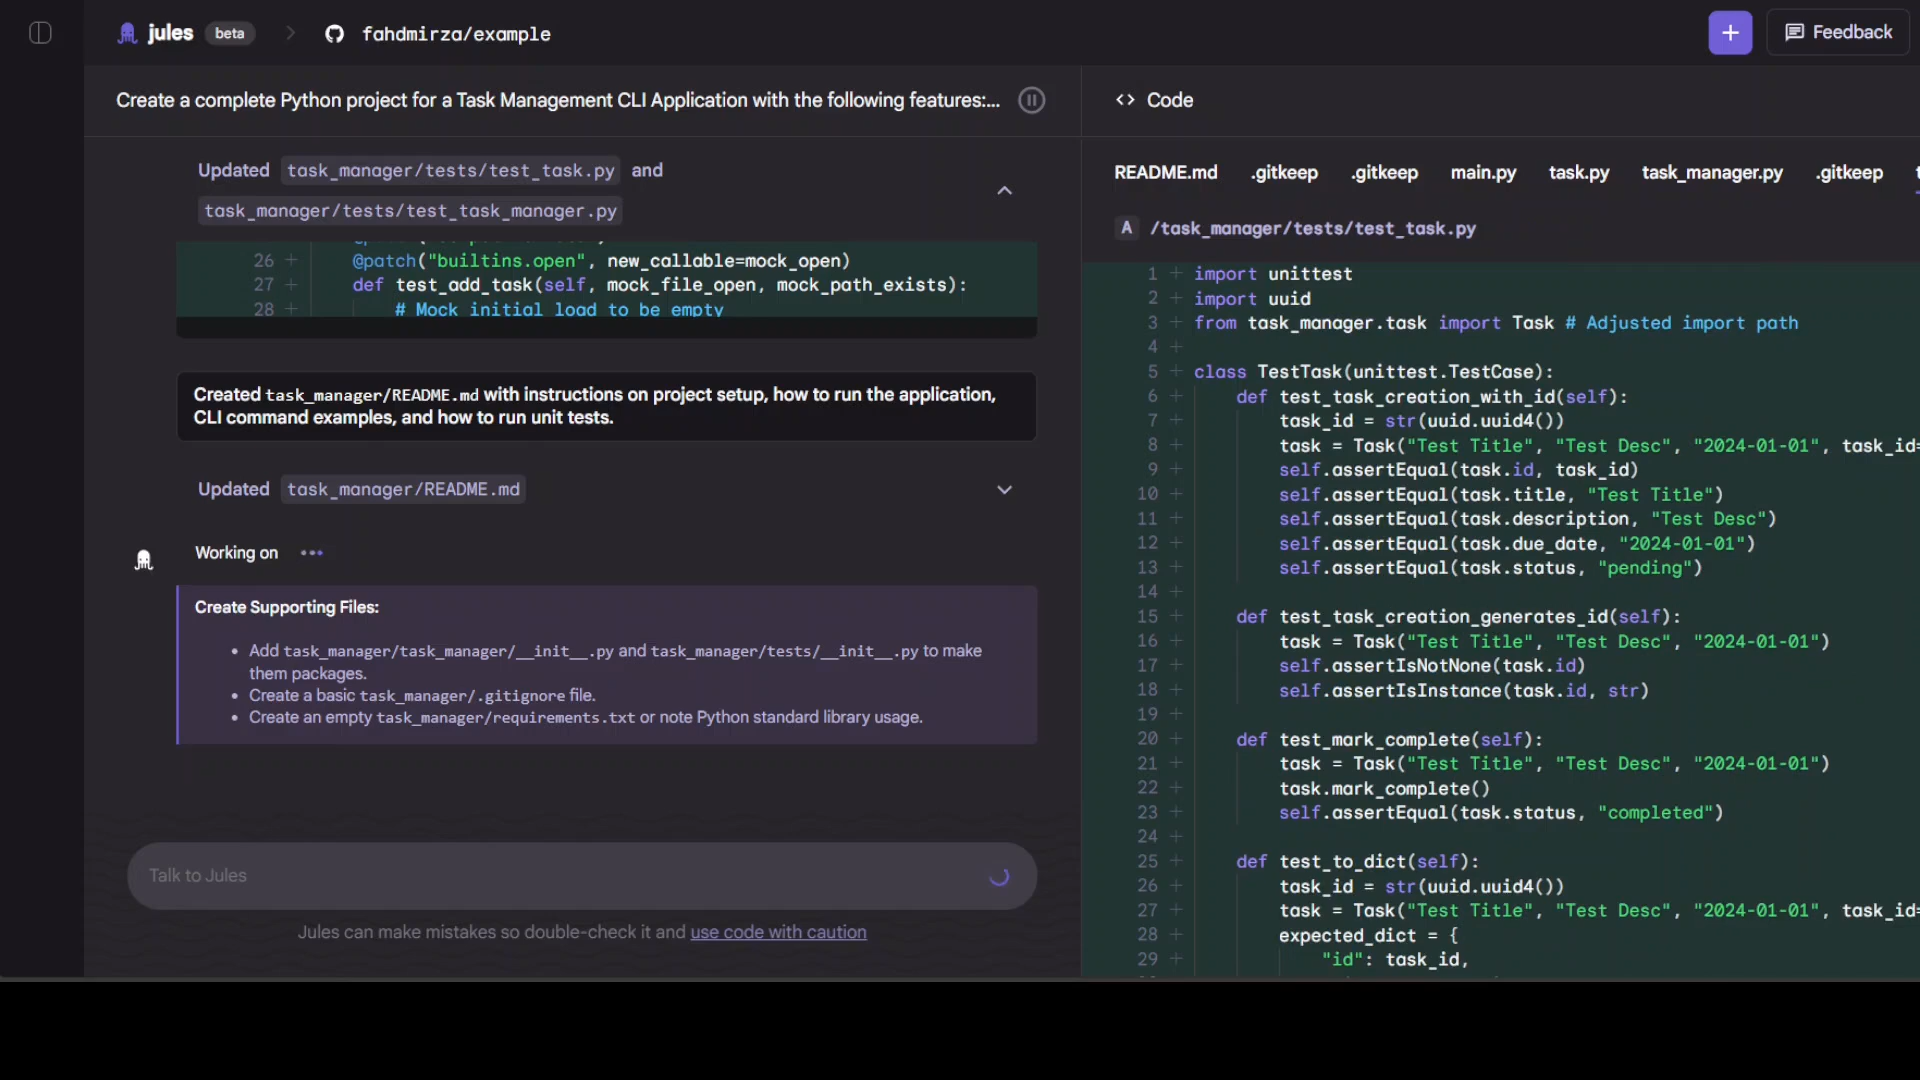 jules beta fahdmirza/example
+ Feedback
Create a complete Python project for a Task Management CLI Application with the following features:...
Updated task_manager/tests/test_task.py and
task_manager/tests/test_task_manager.py
26 + @patch("builtins.open", new_callable=mock_open)
27 + def test_add_task(self, mock_file_open, mock_path_exists):
28 + # Mock initial load to be empty
Created task_manager/README.md with instructions on project setup, how to run the application,
CLI command examples, and how to run unit tests.
Updated task_manager/README.md
Working on
Create Supporting Files:
• Add task_manager/task_manager/__init__.py and task_manager/tests/__init__.py to make
them packages.
• Create a basic task_manager/.gitignore file.
• Create an empty task_manager/requirements.txt or note Python standard library usage.
Talk to Jules
Jules can make mistakes so double-check it and use code with caution
<> Code
README.md .gitkeep .gitkeep main.py task.py task_manager.py .gitkeep
A /task_manager/tests/test_task.py
1 + import unittest
2 + import uuid
3 + from task_manager.task import Task # Adjusted import path
4 +
5 + class TestTask(unittest.TestCase):
6 + def test_task_creation_with_id(self):
7 + task_id = str(uuid.uuid4())
8 + task = Task("Test Title", "Test Desc", "2024-01-01", task_id=
9 + self.assertEqual(task.id, task_id)
10 + self.assertEqual(task.title, "Test Title")
11 + self.assertEqual(task.description, "Test Desc")
12 + self.assertEqual(task.due_date, "2024-01-01")
13 + self.assertEqual(task.status, "pending")
14 +
15 + def test_task_creation_generates_id(self):
16 + task = Task("Test Title", "Test Desc", "2024-01-01")
17 + self.assertIsNotNone(task.id)
18 + self.assertIsInstance(task.id, str)
19 +
20 + def test_mark_complete(self):
21 + task = Task("Test Title", "Test Desc", "2024-01-01")
22 + task.mark_complete()
23 + self.assertEqual(task.status, "completed")
24 +
25 + def test_to_dict(self):
26 + task_id = str(uuid.uuid4())
27 + task = Task("Test Title", "Test Desc", "2024-01-01", task_id=
28 + expected_dict = {
29 + "id": task_id,